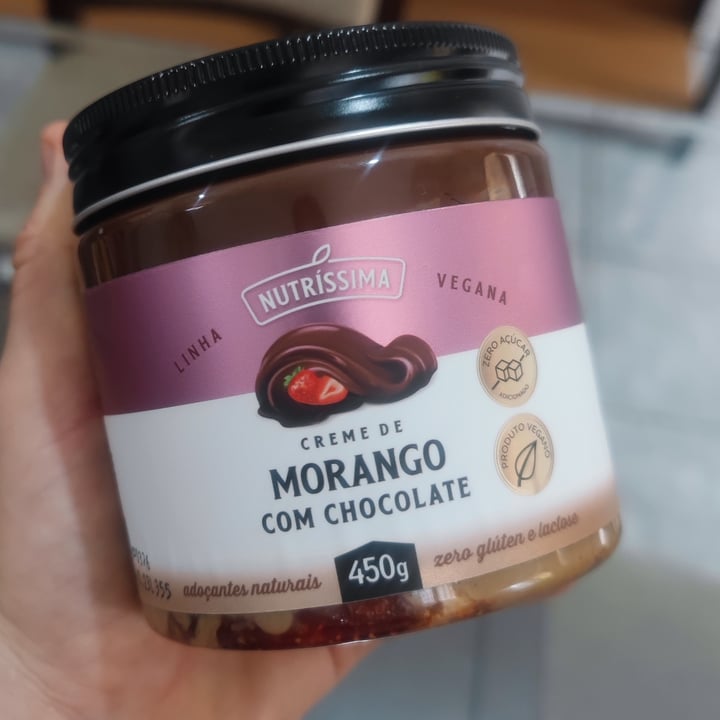 NUTRÍSSIMA
LINHA
VEGANA
ZERO AÇÚCAR
ADICIONADO
CREME DE
MORANGO
COM CHOCOLATE
PRODUTO VEGANO
adoçantes naturais
450g
zero glúten e lactose